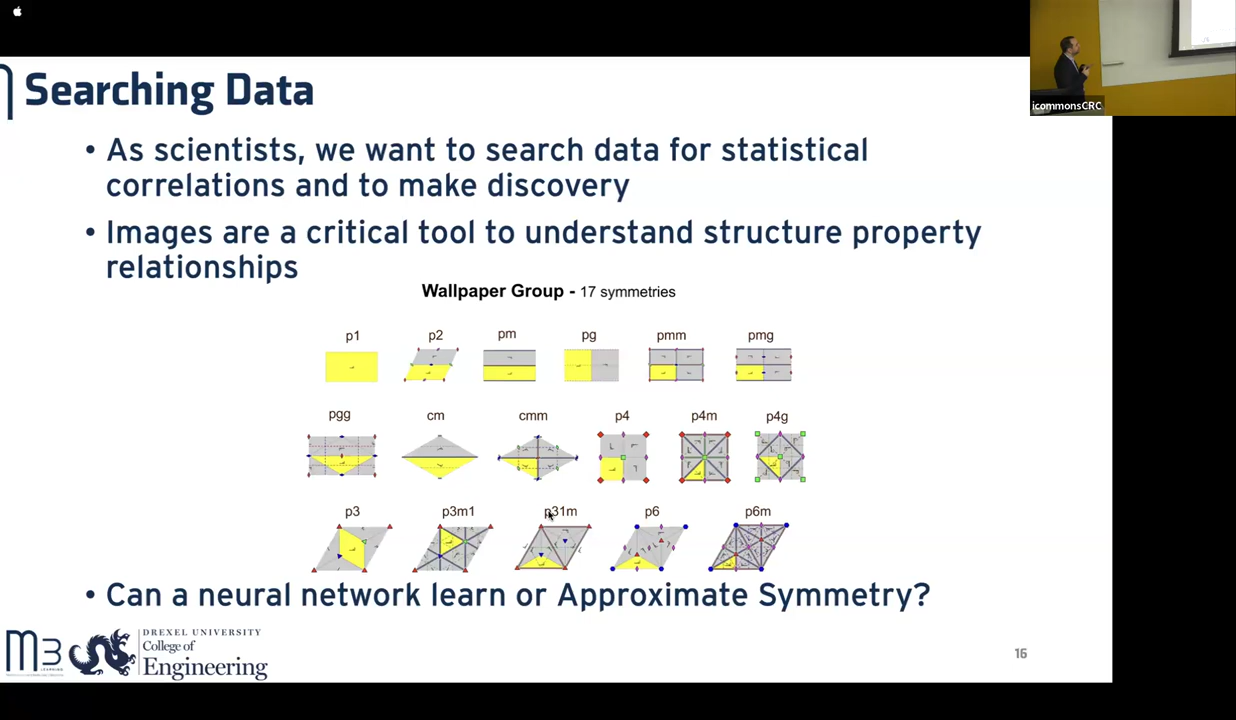 icommonsCRC
Searching Data
• As scientists, we want to search data for statistical
correlations and to make discovery
• Images are a critical tool to understand structure property
relationships
Wallpaper Group - 17 symmetries
p1 p2 pm pg pmm pmg
pgg cm cmm p4 p4m p4g
p3 p3m1 p31m p6 p6m
• Can a neural network learn or Approximate Symmetry?
M3
DREXEL UNIVERSITY
College of
Engineering
16